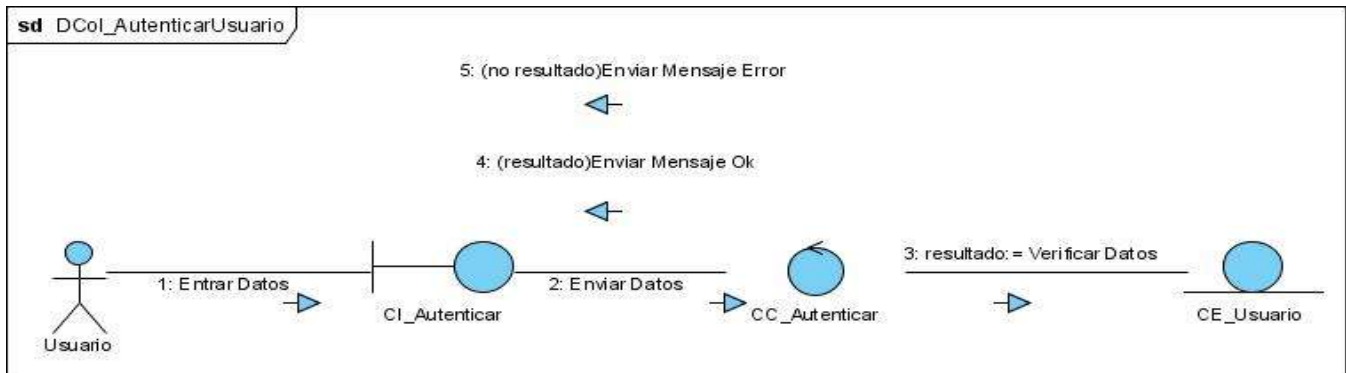 sd DCol_AutenticarUsuario
5: (no resultado)Enviar Mensaje Error
4: (resultado)Enviar Mensaje Ok
3: resultado:= Verificar Datos
1: Entrar Datos
2: Enviar Datos
CI_Autenticar
CC_Autenticar
CE_Usuario
Usuario